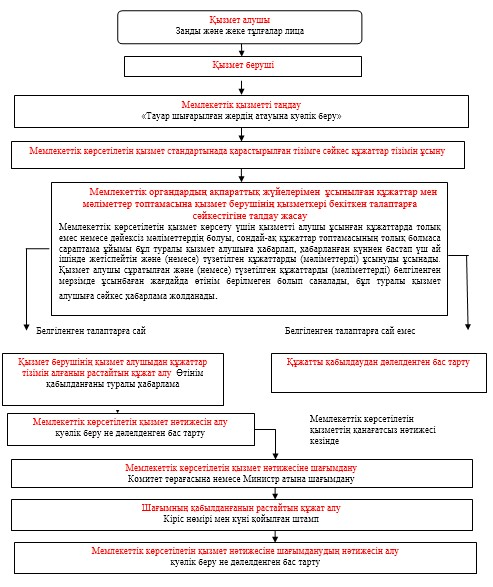 Қызмет алушы
Заңды және жеке тұлғалар лица
Қызмет беруші
Мемлекеттік қызметті таңдау
«Тауар шығарылған жердің атауына куәлік беру»
Мемлекеттік көрсетілетін қызмет стандартынада қарастырылған тізімге сәйкес құжаттар тізімін ұсыну
Мемлекеттік органдардың ақпараттық жүйелерімен ұсынылған құжаттар мен
мәліметтер топтамасына қызмет берушінің қызметкері бекіткен талаптарға
сәйкестігіне талдау жасау
Мемлекеттік көрсетілетін қызмет көрсету үшін қызметті алушы ұсынған құжаттарда толық
емес немесе дәйексіз мәліметтердің болуы, сондай-ақ құжаттар топтамасының толық болмаса
сараптама ұйымы бұл туралы қызмет алушыға хабарлап, хабарланған күннен бастап үш ай
ішінде жетіспейтін және (немесе) түзетілген құжаттарды (мәліметтерді) ұсынуды ұсынады.
Қызмет алушы сұратылған және (немесе) түзетілген құжаттарды (мәліметтерді) белгіленген
мерзімде ұсынбаған жағдайда өтінім берілмеген болып саналады, бұл туралы қызмет
алушыға сәйкес хабарлама жолданады.
Белгіленген талаптарға сай
Белгіленген талаптарға сай емес
Қызмет берушінің қызмет алушыдан құжаттар
тізімін алғанын растайтын құжат алу Өтінім
қабылданғаны туралы хабарлама
Құжатты қабылдаудан дәлелденген бас тарту
Мемлекеттік көрсетілетін қызмет нәтижесін алу
куәлік беру не дәлелденген бас тарту
Мемлекеттік көрсетілетін
қызметтің қанағатсыз нәтижесі
кезінде
Мемлекеттік көрсетілетін қызмет нәтижесіне шағымдану
Комитет төрағасына немесе Министр атына шағымдану
Шағымның қабылданғанын растайтын құжат алу
Кіріс нөмірі мен күні қойылған штамп
Мемлекеттік көрсетілетін қызмет нәтижесіне шағымданудың нәтижесін алу
куәлік беру не дәлелденген бас тарту